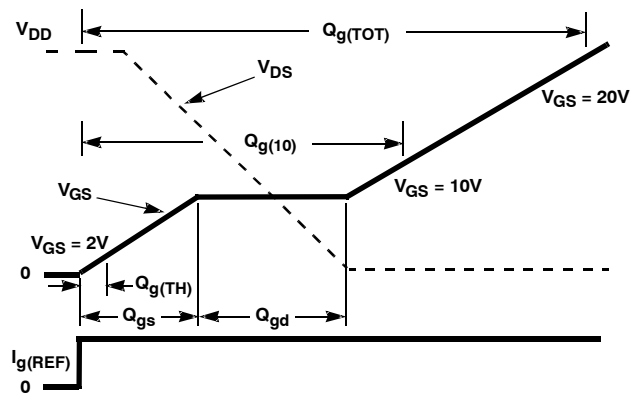 V_DD
Q_g(TOT)
V_DS
V_GS = 20V
Q_g(10)
V_GS
V_GS = 10V
V_GS = 2V
0
Q_g(TH)
Q_gs
Q_gd
I_g(REF)
0